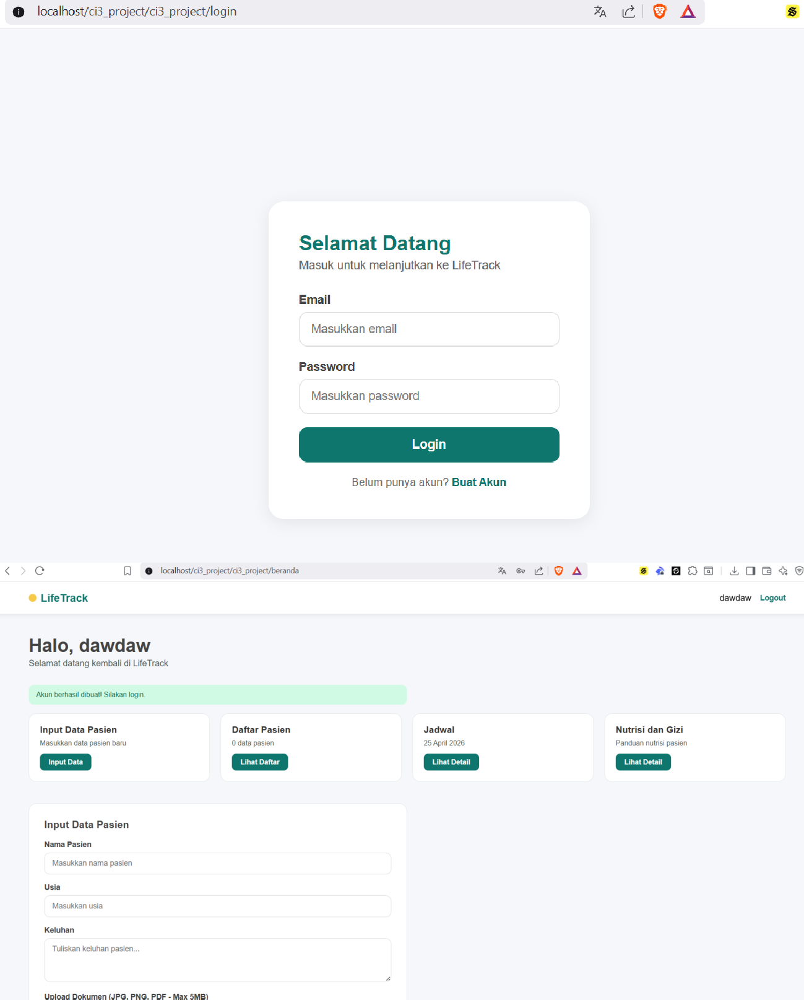 localhost/ci3_project/ci3_project/login
Selamat Datang
Masuk untuk melanjutkan ke LifeTrack
Email
Masukkan email
Password
Masukkan password
Login
Belum punya akun? Buat Akun
localhost/ci3_project/ci3_project/beranda
LifeTrack
dawdaw Logout
Halo, dawdaw
Selamat datang kembali di LifeTrack
Akun berhasil dibuat! Silakan login.
Input Data Pasien
Masukkan data pasien baru
Input Data
Daftar Pasien
0 data pasien
Lihat Daftar
Jadwal
25 April 2026
Lihat Detail
Nutrisi dan Gizi
Panduan nutrisi pasien
Lihat Detail
Input Data Pasien
Nama Pasien
Masukkan nama pasien
Usia
Masukkan usia
Keluhan
Tuliskan keluhan pasien...
Upload Dokumen (JPG, PNG, PDF - Max 5MB)